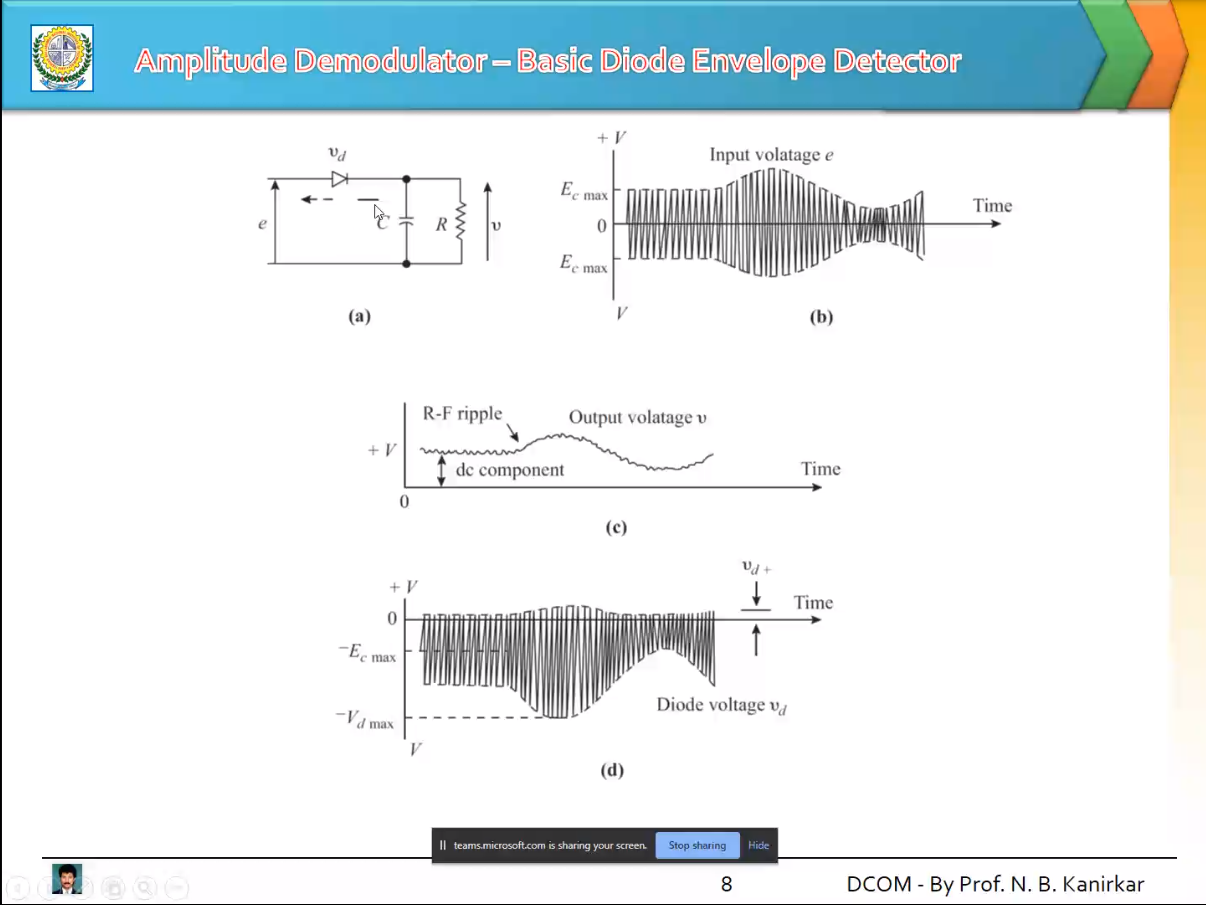 Amplitude Demodulator – Basic Diode Envelope Detector
υd
e
C
R
υ
(a)
+ V
Input volatage e
Ec max
0
Ec max
V
Time
(b)
R-F ripple
Output volatage υ
+ V
dc component
Time
0
(c)
υd +
+ V
Time
0
−Ec max
Diode voltage υd
−Vd max
V
(d)
teams.microsoft.com is sharing your screen.
Stop sharing
Hide
8
DCOM - By Prof. N. B. Kanirkar